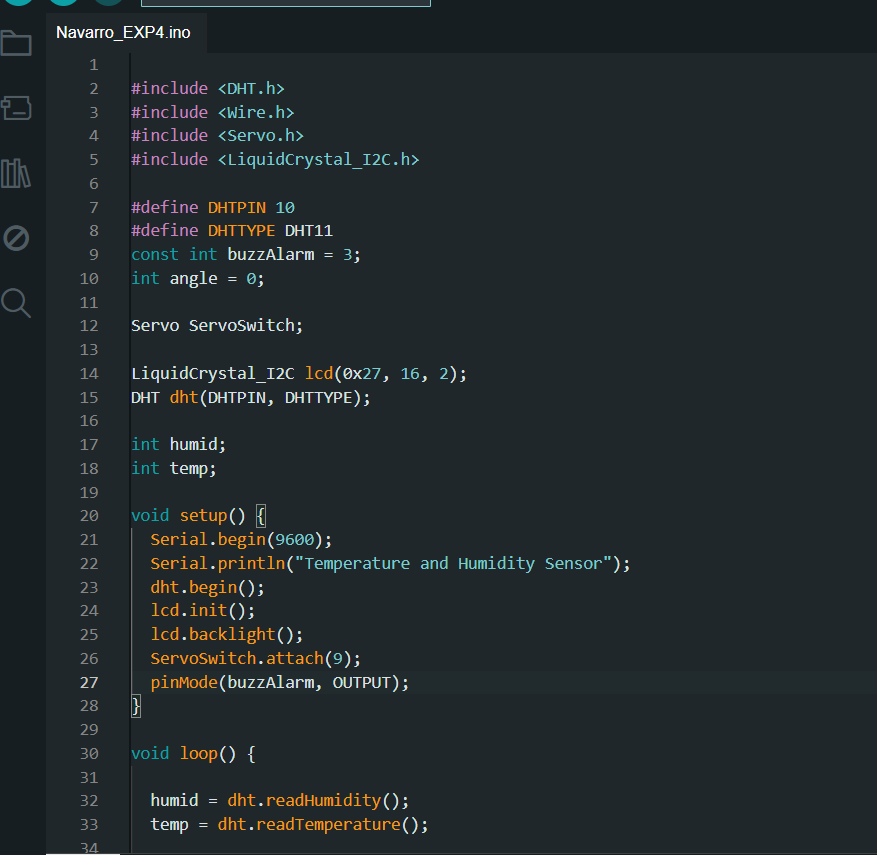 Navarro_EXP4.ino
1
2 #include <DHT.h>
3 #include <Wire.h>
4 #include <Servo.h>
5 #include <LiquidCrystal_I2C.h>
6
7 #define DHTPIN 10
8 #define DHTTYPE DHT11
9 const int buzzAlarm = 3;
10 int angle = 0;
11
12 Servo ServoSwitch;
13
14 LiquidCrystal_I2C lcd(0x27, 16, 2);
15 DHT dht(DHTPIN, DHTTYPE);
16
17 int humid;
18 int temp;
19
20 void setup() {
21   Serial.begin(9600);
22   Serial.println("Temperature and Humidity Sensor");
23   dht.begin();
24   lcd.init();
25   lcd.backlight();
26   ServoSwitch.attach(9);
27   pinMode(buzzAlarm, OUTPUT);
28 }
29
30 void loop() {
31
32   humid = dht.readHumidity();
33   temp = dht.readTemperature();
34